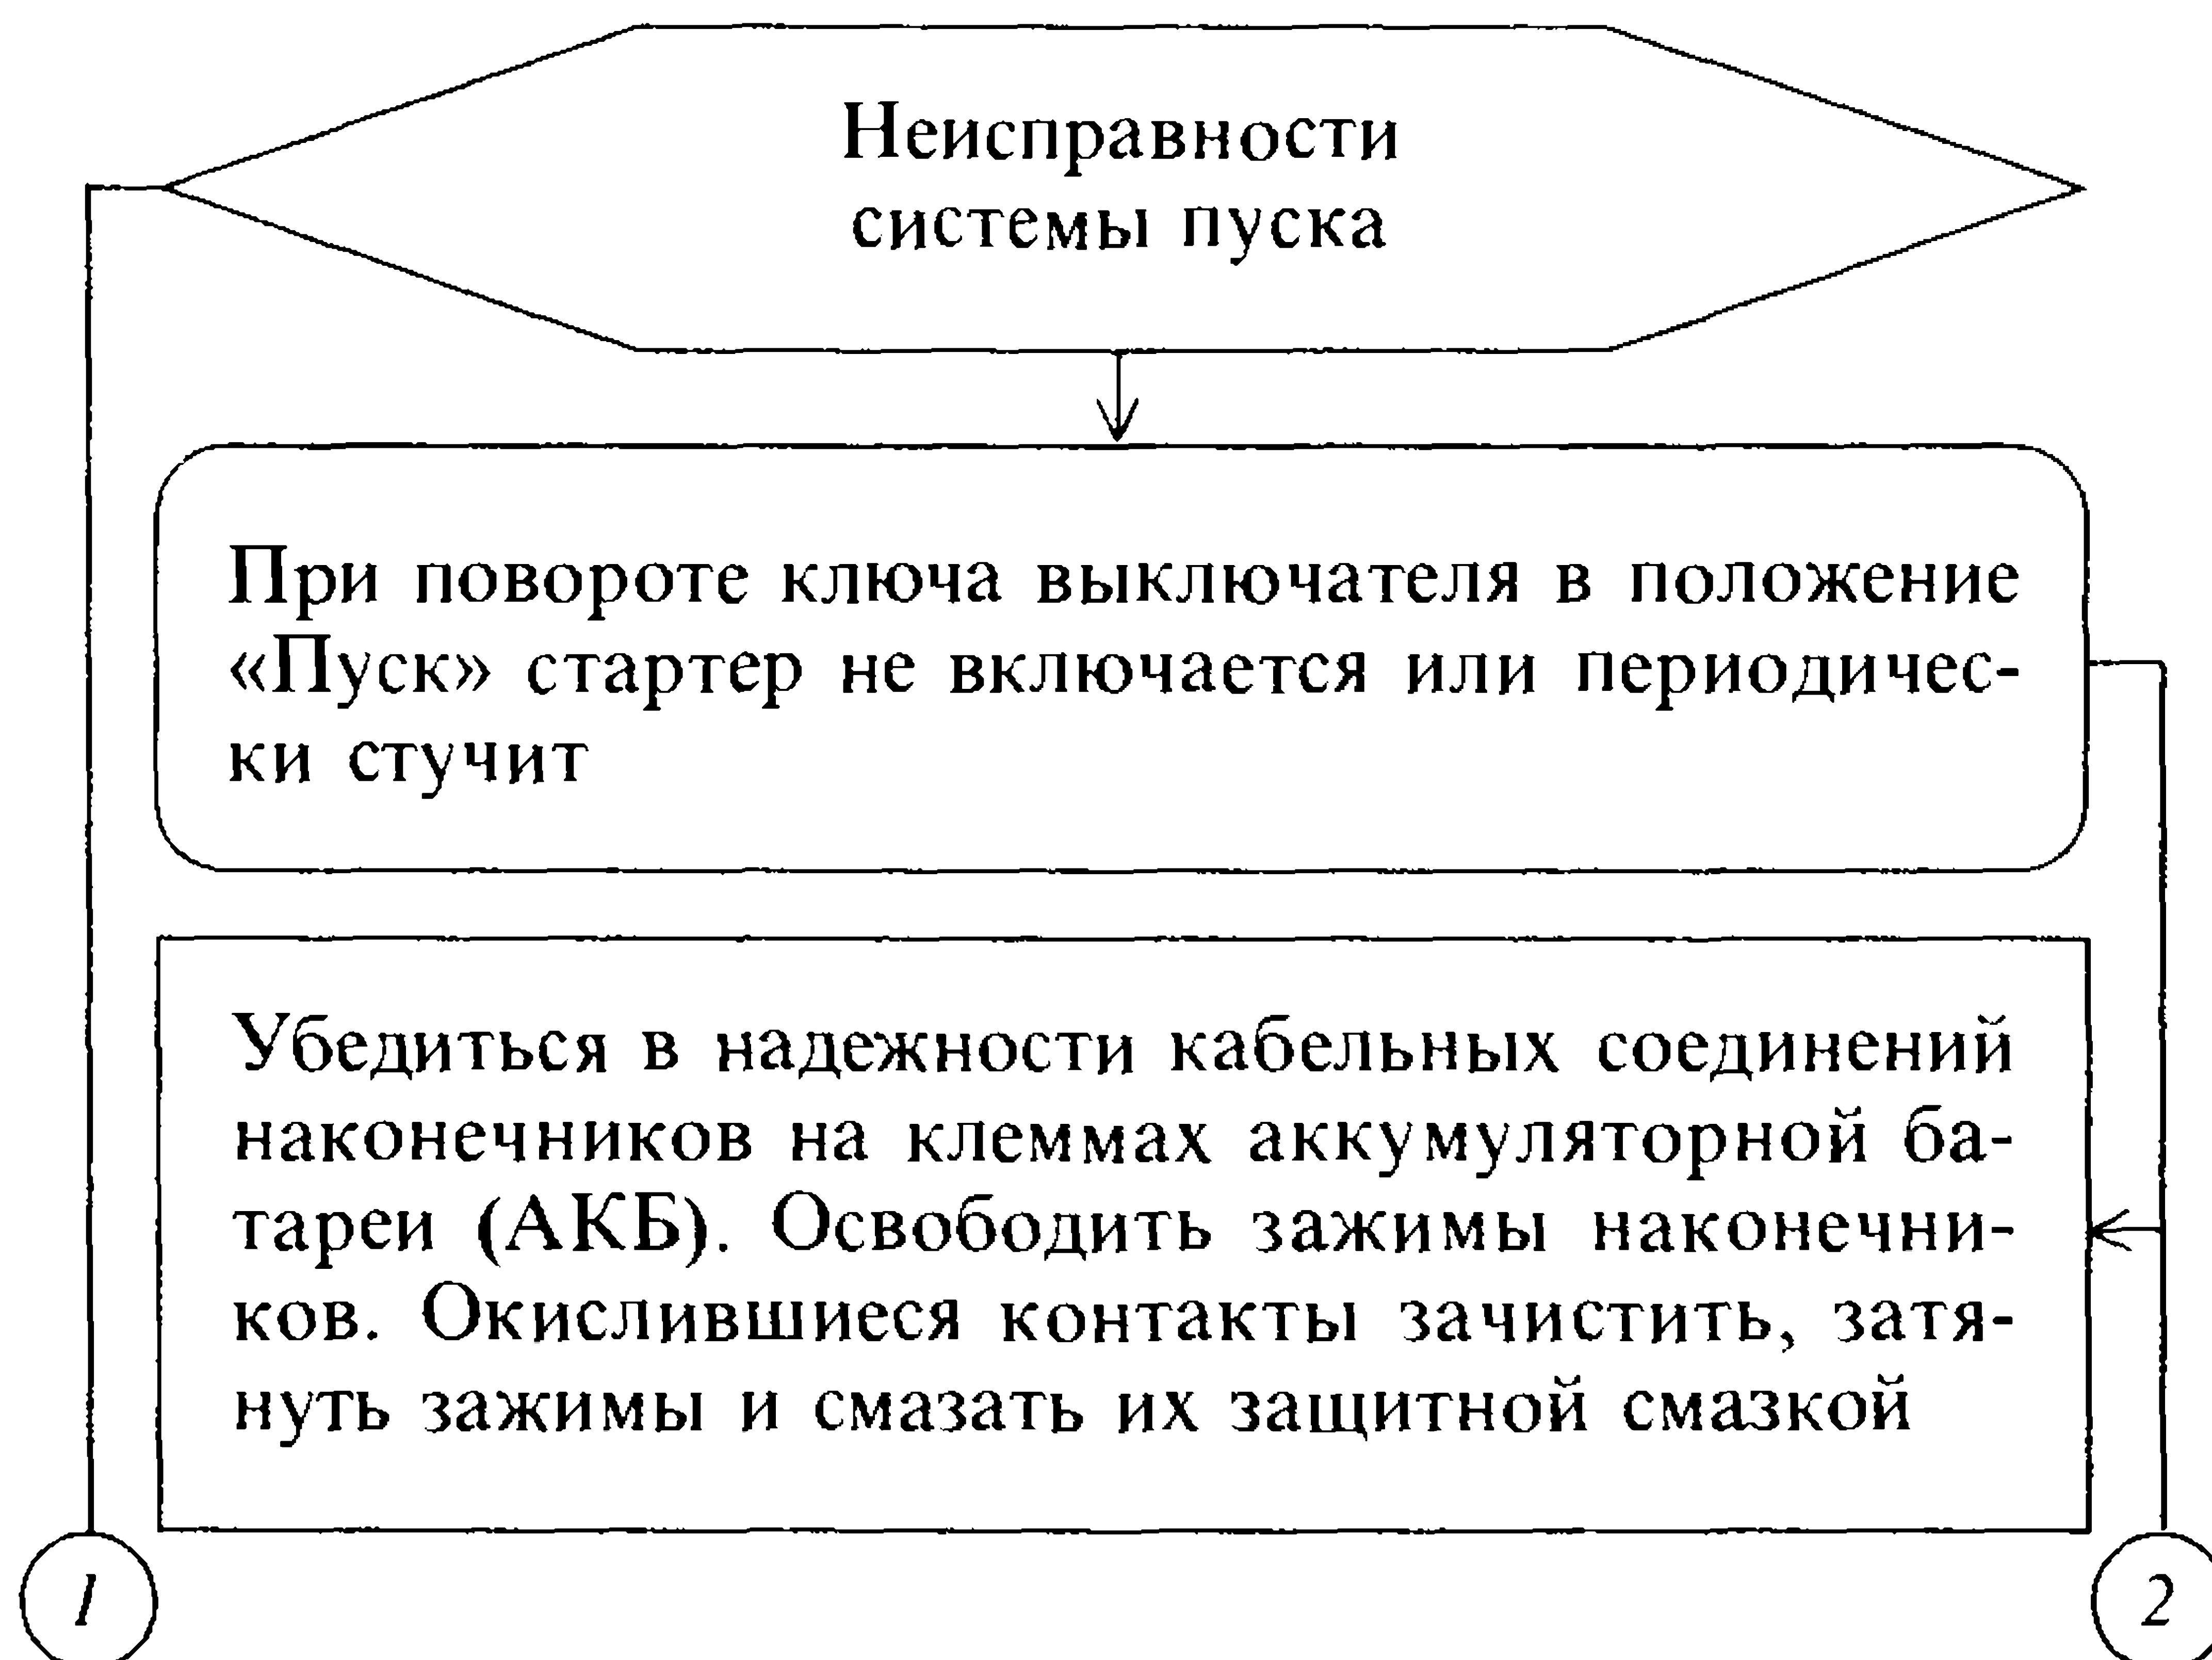 Неисправности
системы пуска
При повороте ключа выключателя в положение
«Пуск» стартер не включается или периодичес-
ки стучит
Убедиться в надежности кабельных соединений
наконечников на клеммах аккумуляторной ба-
тареи (АКБ). Освободить зажимы наконечни-
ков. Окислившиеся контакты зачистить, затя-
нуть зажимы и смазать их защитной смазкой
1
2